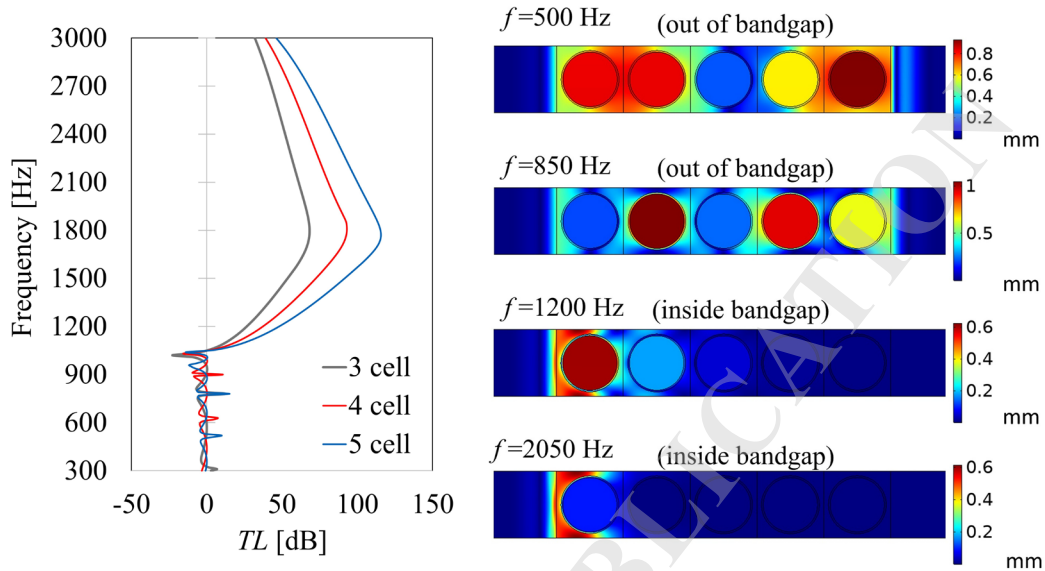 3000
2700
2400
2100
1800
1500
1200
900
600
300
Frequency [Hz]
-50 0 50 100 150
TL [dB]
3 cell
4 cell
5 cell
f=500 Hz (out of bandgap)
0.8
0.6
0.4
0.2
mm
f=850 Hz (out of bandgap)
1
0.5
mm
f=1200 Hz (inside bandgap)
0.6
0.4
0.2
mm
f=2050 Hz (inside bandgap)
0.6
0.4
0.2
mm
BLICATION